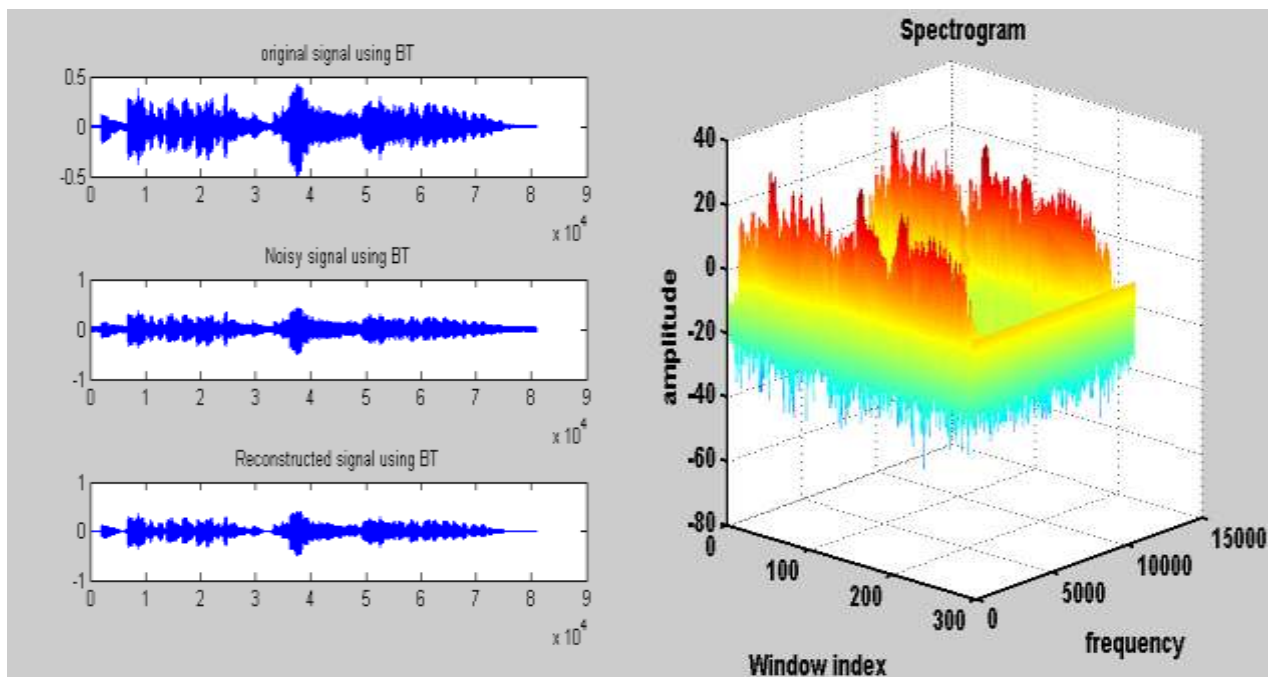 original signal using BT
0.5
0
-0.5
0 1 2 3 4 5 6 7 8 9
x 10^4
Noisy signal using BT
1
0
-1
0 1 2 3 4 5 6 7 8 9
x 10^4
Reconstructed signal using BT
1
0
-1
0 1 2 3 4 5 6 7 8 9
x 10^4
Spectrogram
40
20
0
-20
-40
-60
-80
amplitude
0 100 200 300
Window index
0 5000 10000 15000
frequency